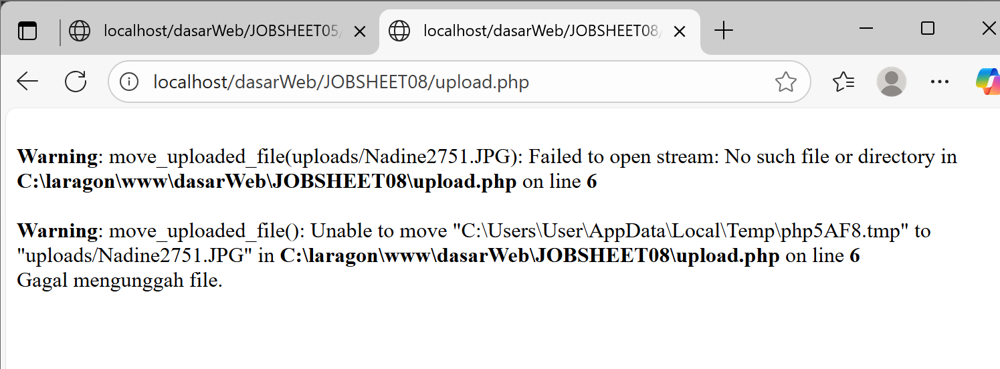 localhost/dasarWeb/JOBSHEET05/
localhost/dasarWeb/JOBSHEET08/
localhost/dasarWeb/JOBSHEET08/upload.php
Warning: move_uploaded_file(uploads/Nadine2751.JPG): Failed to open stream: No such file or directory in
C:\laragon\www\dasarWeb\JOBSHEET08\upload.php on line 6
Warning: move_uploaded_file(): Unable to move "C:\Users\User\AppData\Local\Temp\php5AF8.tmp" to
"uploads/Nadine2751.JPG" in C:\laragon\www\dasarWeb\JOBSHEET08\upload.php on line 6
Gagal mengunggah file.